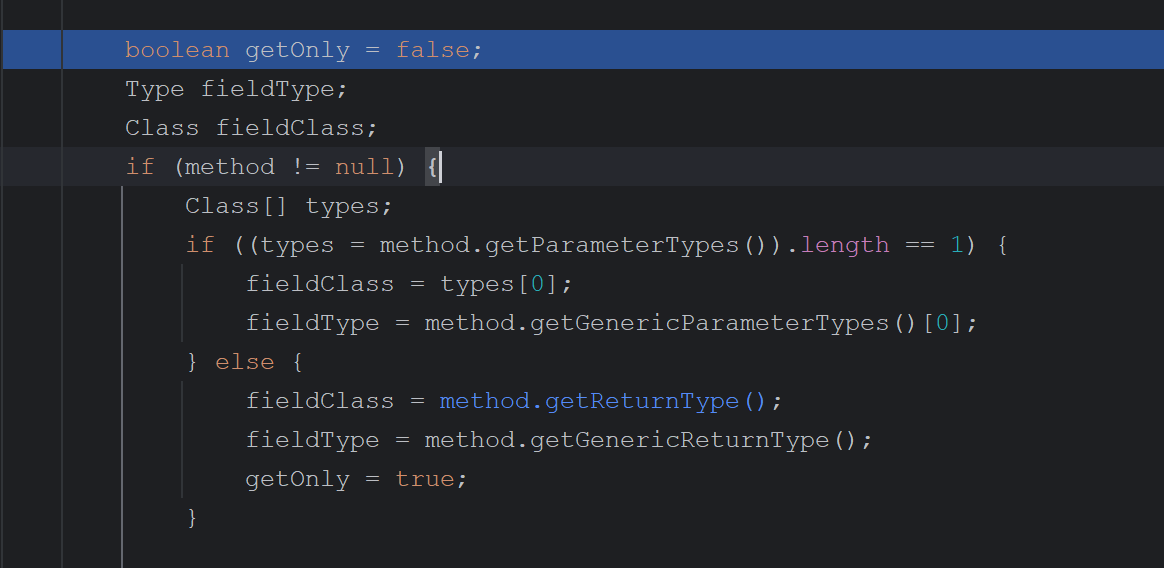 boolean getOnly = false;
Type fieldType;
Class fieldClass;
if (method != null) {
Class[] types;
if ((types = method.getParameterTypes()).length == 1) {
fieldClass = types[0];
fieldType = method.getGenericParameterTypes()[0];
} else {
fieldClass = method.getReturnType();
fieldType = method.getGenericReturnType();
getOnly = true;
}